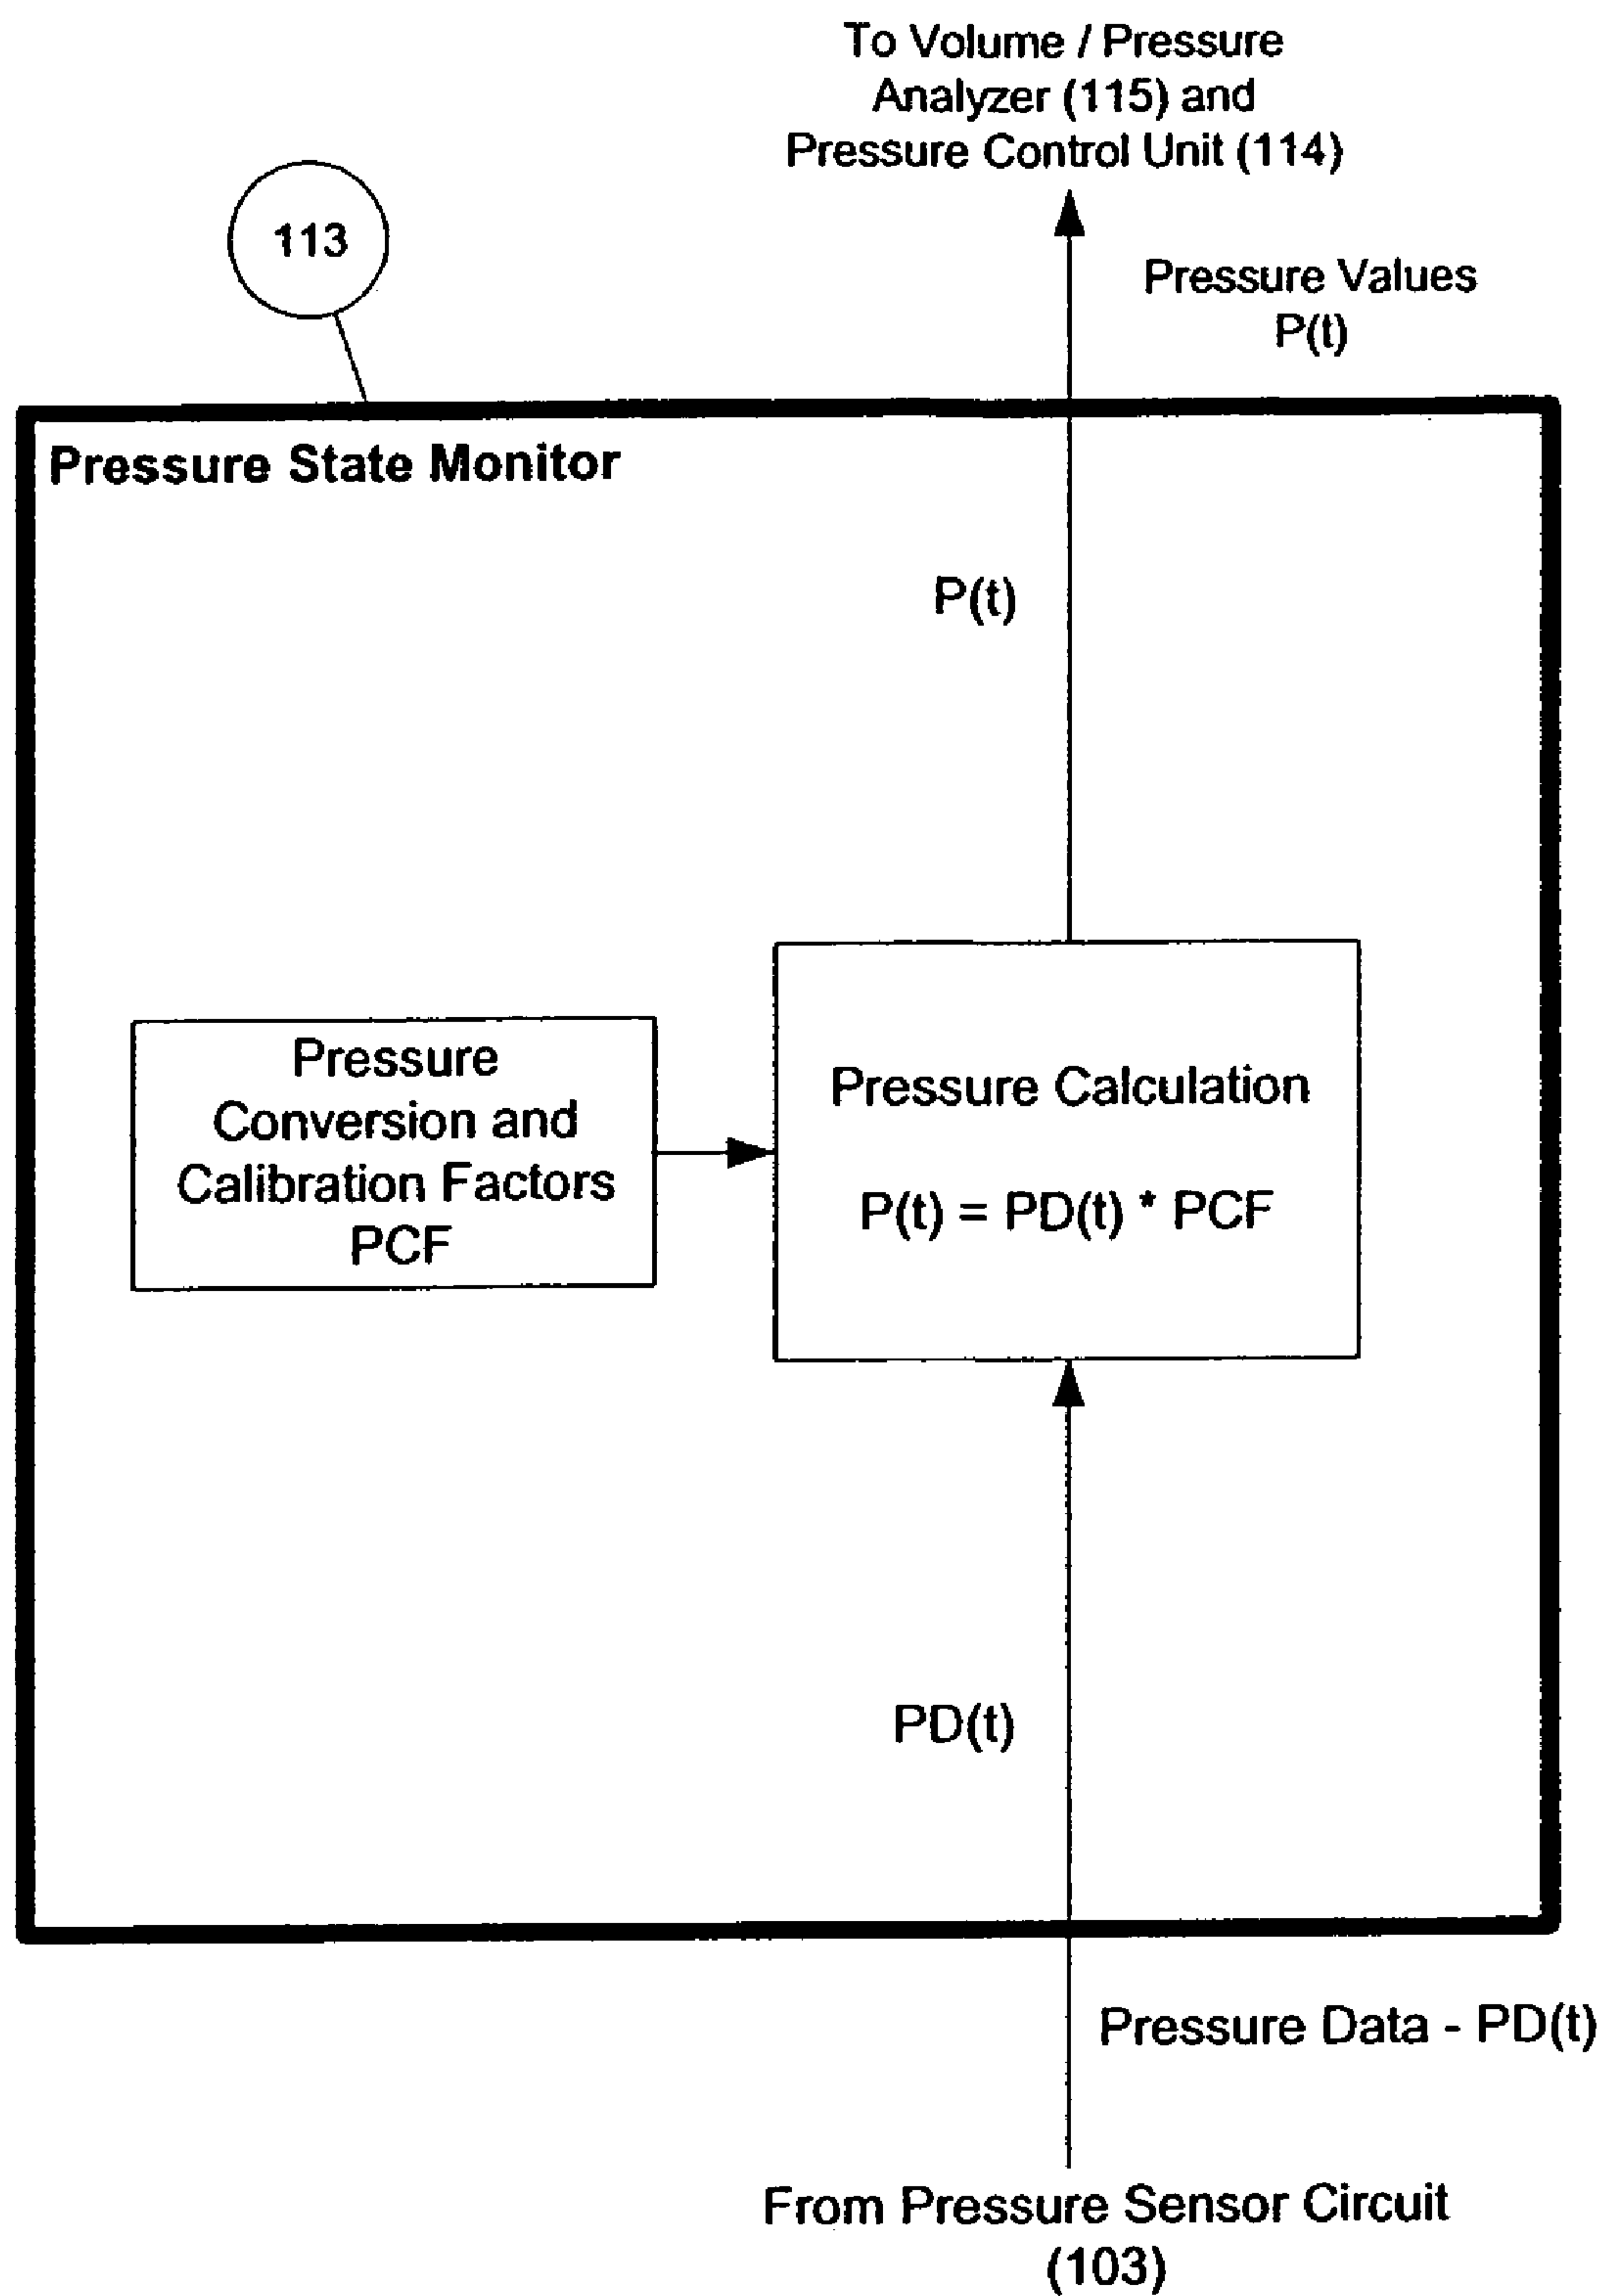 To Volume / Pressure
Analyzer (115) and
Pressure Control Unit (114)
113
Pressure Values
P(t)
Pressure State Monitor
P(t)
Pressure
Conversion and
Calibration Factors
PCF
Pressure Calculation
P(t) = PD(t) * PCF
PD(t)
Pressure Data - PD(t)
From Pressure Sensor Circuit
(103)